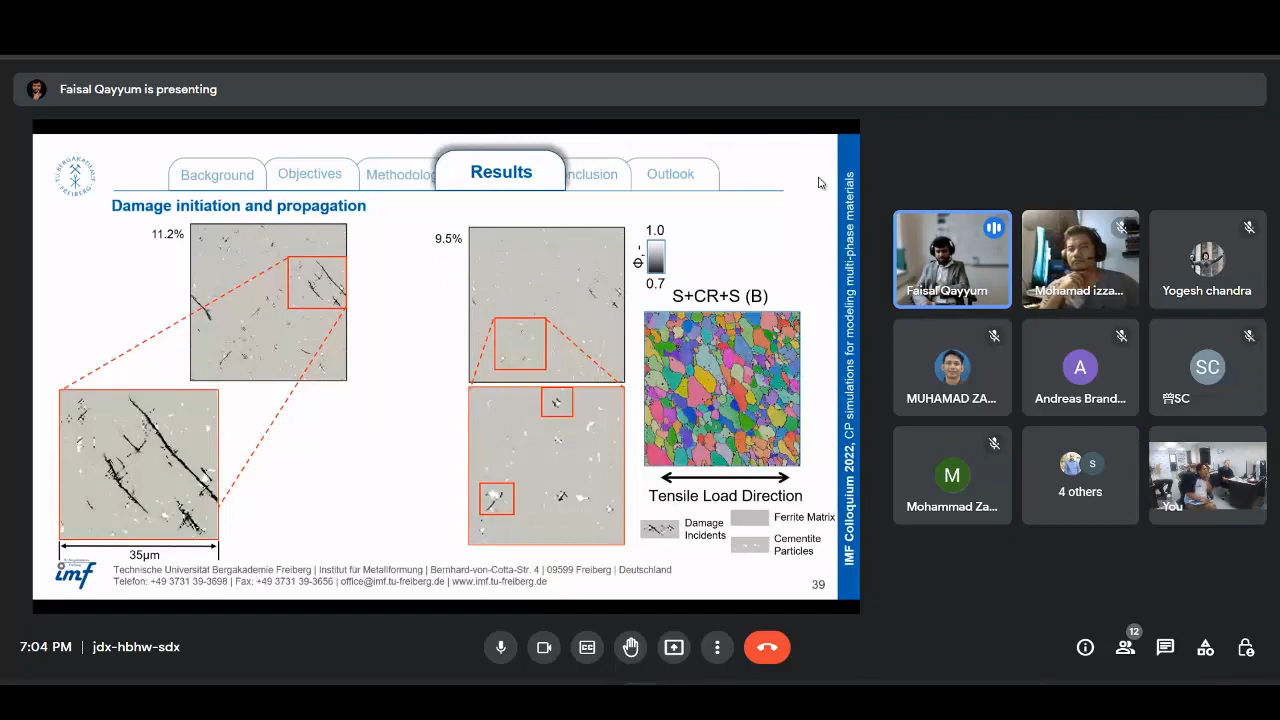 Faisal Qayyum is presenting
TU BERGAKADEMIE FREIBERG
Background
Objectives
Methodolog
Results
nclusion
Outlook
Damage initiation and propagation
11.2%
9.5%
1.0
Φ -
0.7
S+CR+S (B)
Tensile Load Direction
Damage
Incidents
Ferrite Matrix
Cementite
Particles
35µm
imf
Technische Universität Bergakademie Freiberg | Institut für Metallformung | Bernhard-von-Cotta-Str. 4 | 09599 Freiberg | Deutschland
Telefon: +49 3731 39-3698 | Fax: +49 3731 39-3656 | office@imf.tu-freiberg.de | www.imf.tu-freiberg.de
39
IMF Colloquium 2022, CP simulations for modeling multi-phase materials
Faisal Qayyum
Mohamad izza...
Yogesh chandra
MUHAMAD ZA...
A
Andreas Brand...
SC
SC
M
Mohammad Za...
S
4 others
You
7:04 PM | jdx-hbhw-sdx
CC
12